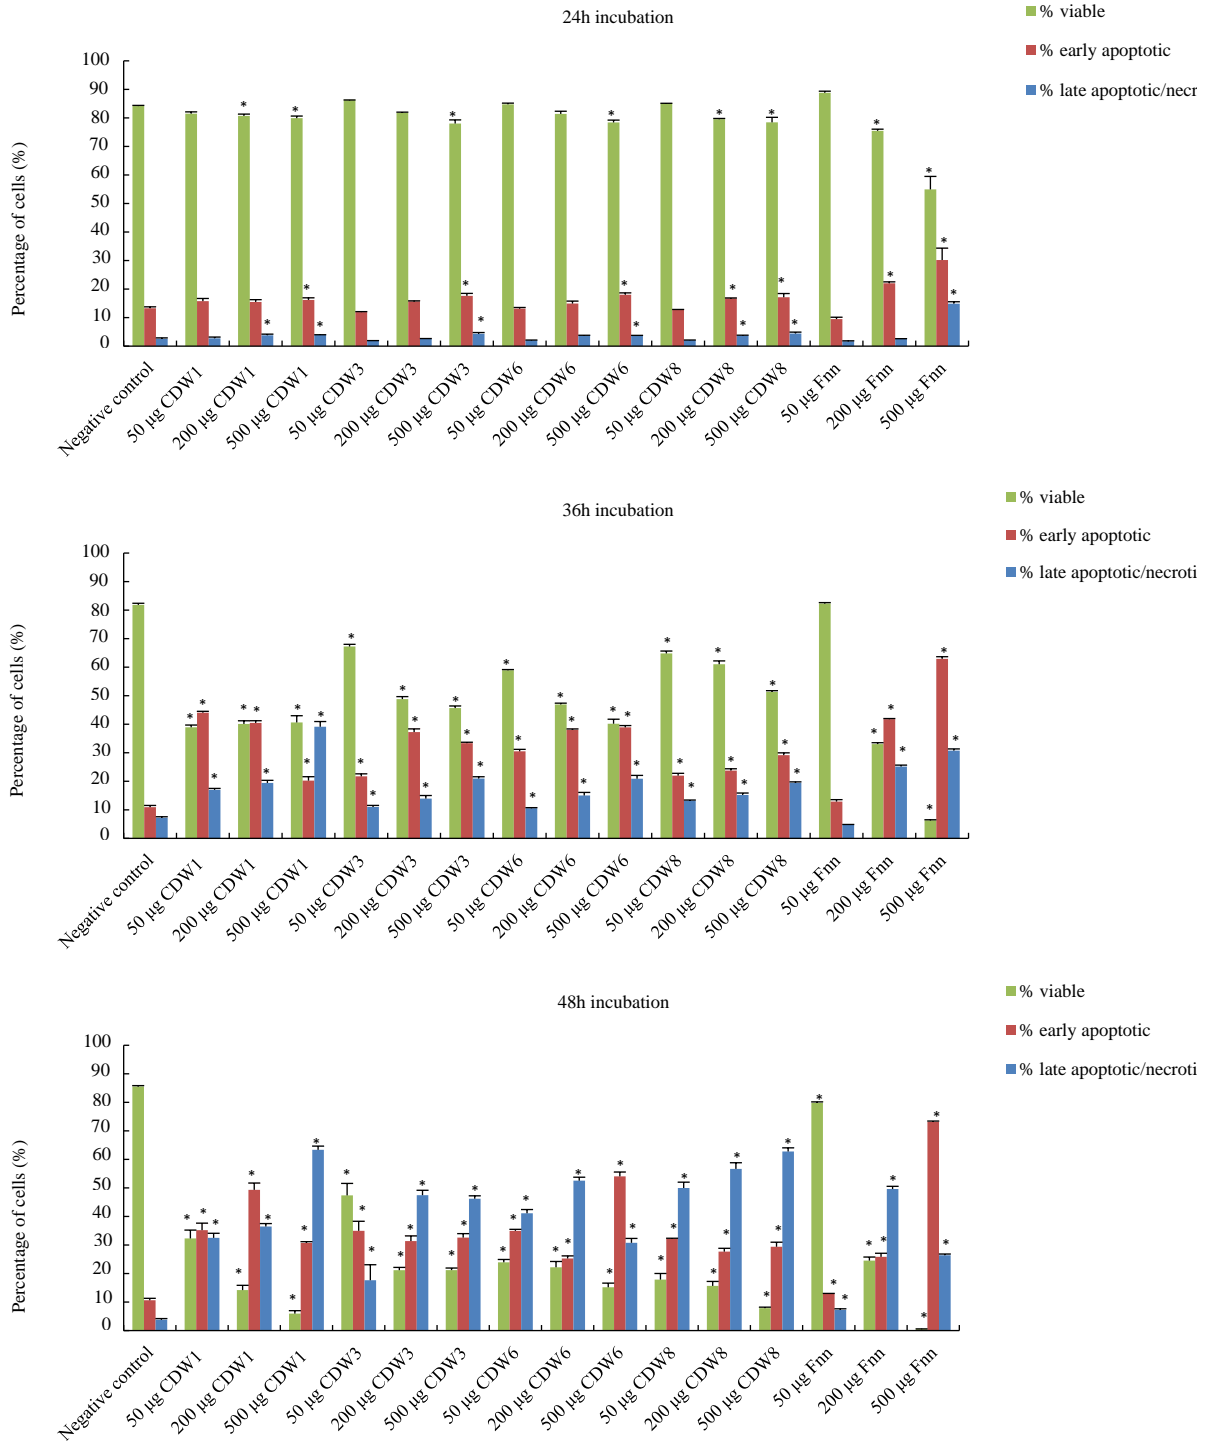 24h incubation
% viable
% early apoptotic
% late apoptotic/necr
Percentage of cells (%)
100
90
80
70
60
50
40
30
20
10
0
* * * * * * * *
* * * * * * *
* * * * * * *
Negative control
50 µg CDW1
200 µg CDW1
500 µg CDW1
50 µg CDW3
200 µg CDW3
500 µg CDW3
50 µg CDW6
200 µg CDW6
500 µg CDW6
50 µg CDW8
200 µg CDW8
500 µg CDW8
50 µg Fnn
200 µg Fnn
500 µg Fnn
36h incubation
% viable
% early apoptotic
% late apoptotic/necroti
Percentage of cells (%)
100
90
80
70
60
50
40
30
20
10
0
Negative control
50 µg CDW1
200 µg CDW1
500 µg CDW1
50 µg CDW3
200 µg CDW3
500 µg CDW3
50 µg CDW6
200 µg CDW6
500 µg CDW6
50 µg CDW8
200 µg CDW8
500 µg CDW8
50 µg Fnn
200 µg Fnn
500 µg Fnn
48h incubation
% viable
% early apoptotic
% late apoptotic/necroti
Percentage of cells (%)
100
90
80
70
60
50
40
30
20
10
0
Negative control
50 µg CDW1
200 µg CDW1
500 µg CDW1
50 µg CDW3
200 µg CDW3
500 µg CDW3
50 µg CDW6
200 µg CDW6
500 µg CDW6
50 µg CDW8
200 µg CDW8
500 µg CDW8
50 µg Fnn
200 µg Fnn
500 µg Fnn